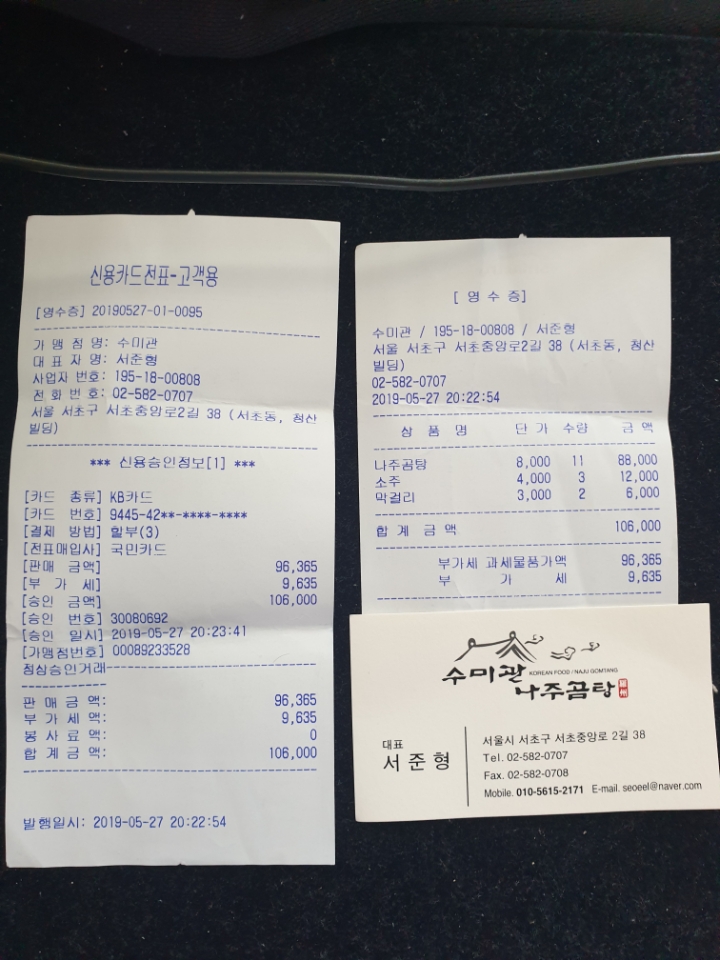 신용카드전표-고객용
[영수증] 20190527-01-0095
가 맹 점 명: 수미관
대 표 자 명: 서준형
사업자 번호: 195-18-00808
전 화 번 호: 02-582-0707
서울 서초구 서초중앙로2길 38 (서초동, 청산
빌딩)
*** 신용승인정보[1] ***
[카드 종류] KB카드
[카드 번호] 9445-42**-****-****
[결제 방법] 할부(3)
[전표매입사] 국민카드
[판매 금액] 96,365
[부 가 세] 9,635
[승인 금액] 106,000
[승인 번호] 30080692
[승인 일시] 2019-05-27 20:23:41
[가맹점번호] 00089233528
정상승인거래
판 매 금 액: 96,365
부 가 세 액: 9,635
봉 사 료 액: 0
합 계 금 액: 106,000
발행일시: 2019-05-27 20:22:54
[ 영 수 증]
수미관 / 195-18-00808 / 서준형
서울 서초구 서초중앙로2길 38 (서초동, 청산
빌딩)
02-582-0707
2019-05-27 20:22:54
상 품 명 단 가 수량 금 액
나주곰탕 8,000 11 88,000
소주 4,000 3 12,000
막걸리 3,000 2 6,000
합 계 금 액 106,000
부가세 과세물품가액 96,365
부 가 세 9,635
수미관 KOREAN FOOD / NAJU GOMTANG
나주곰탕
대표
서 준 형
서울시 서초구 서초중앙로 2길 38
Tel. 02-582-0707
Fax. 02-582-0708
Mobile. 010-5615-2171 E-mail. seoeel@naver.com